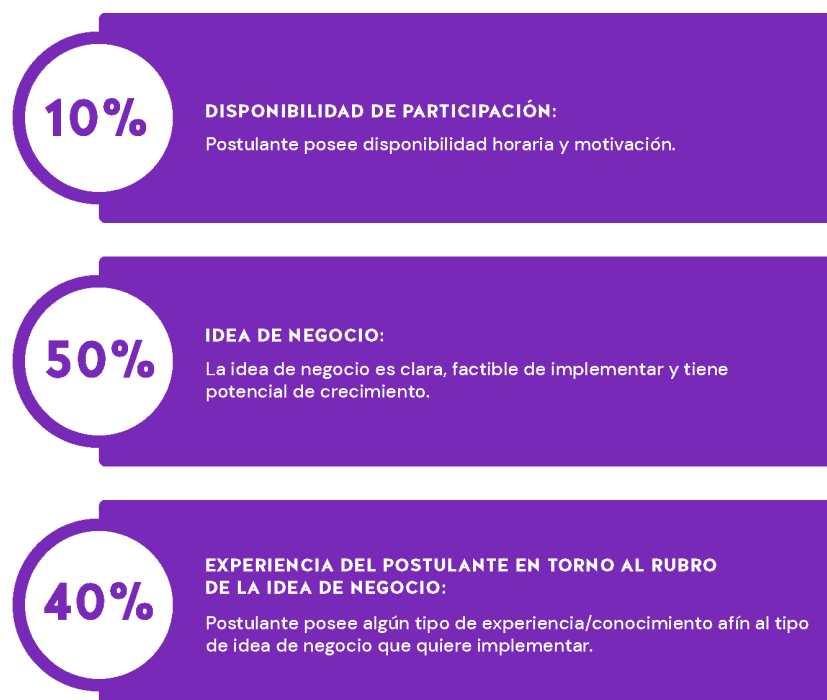 10%
DISPONIBILIDAD DE PARTICIPACIÓN:
Postulante posee disponibilidad horaria y motivación.
50%
IDEA DE NEGOCIO:
La idea de negocio es clara, factible de implementar y tiene
potencial de crecimiento.
40%
EXPERIENCIA DEL POSTULANTE EN TORNO AL RUBRO
DE LA IDEA DE NEGOCIO:
Postulante posee algún tipo de experiencia/conocimiento afín al tipo
de idea de negocio que quiere implementar.